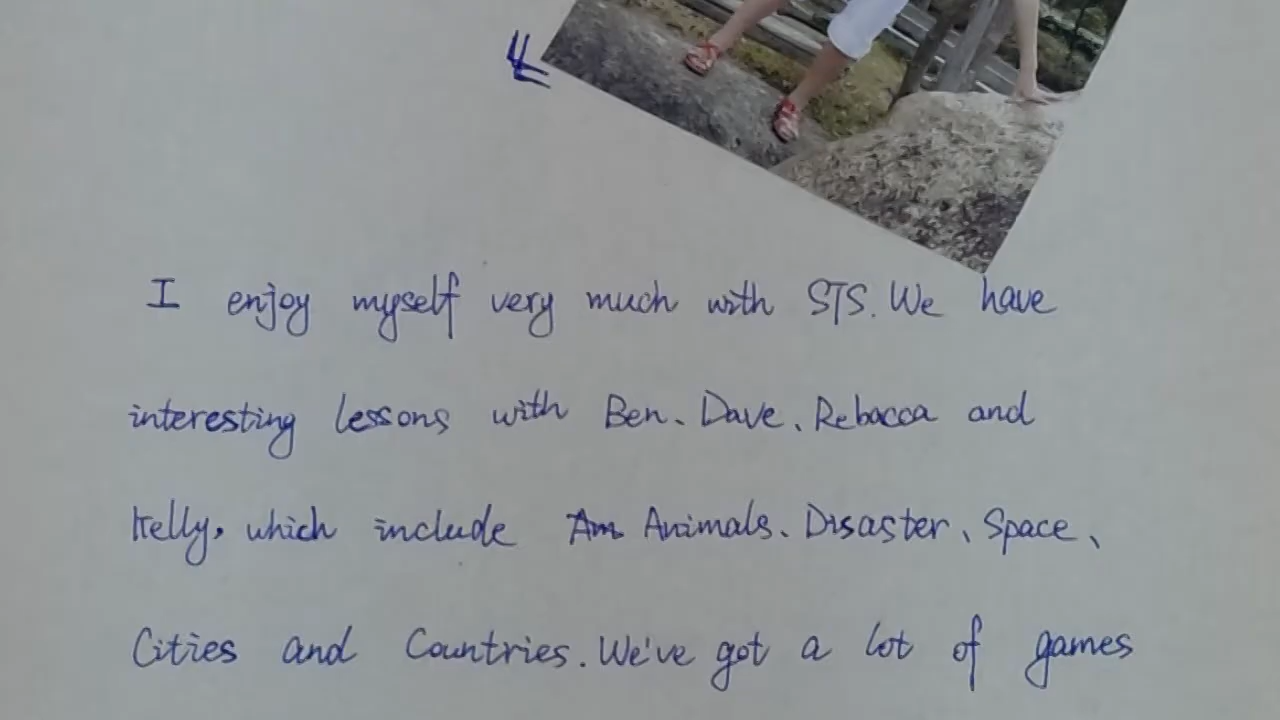 I enjoy myself very much with STS. We have
interesting lessons with Ben、Dave、Rebacca and
Kelly, which include Am Animals、Disaster、Space、
Cities and Countries. We've got a lot of games